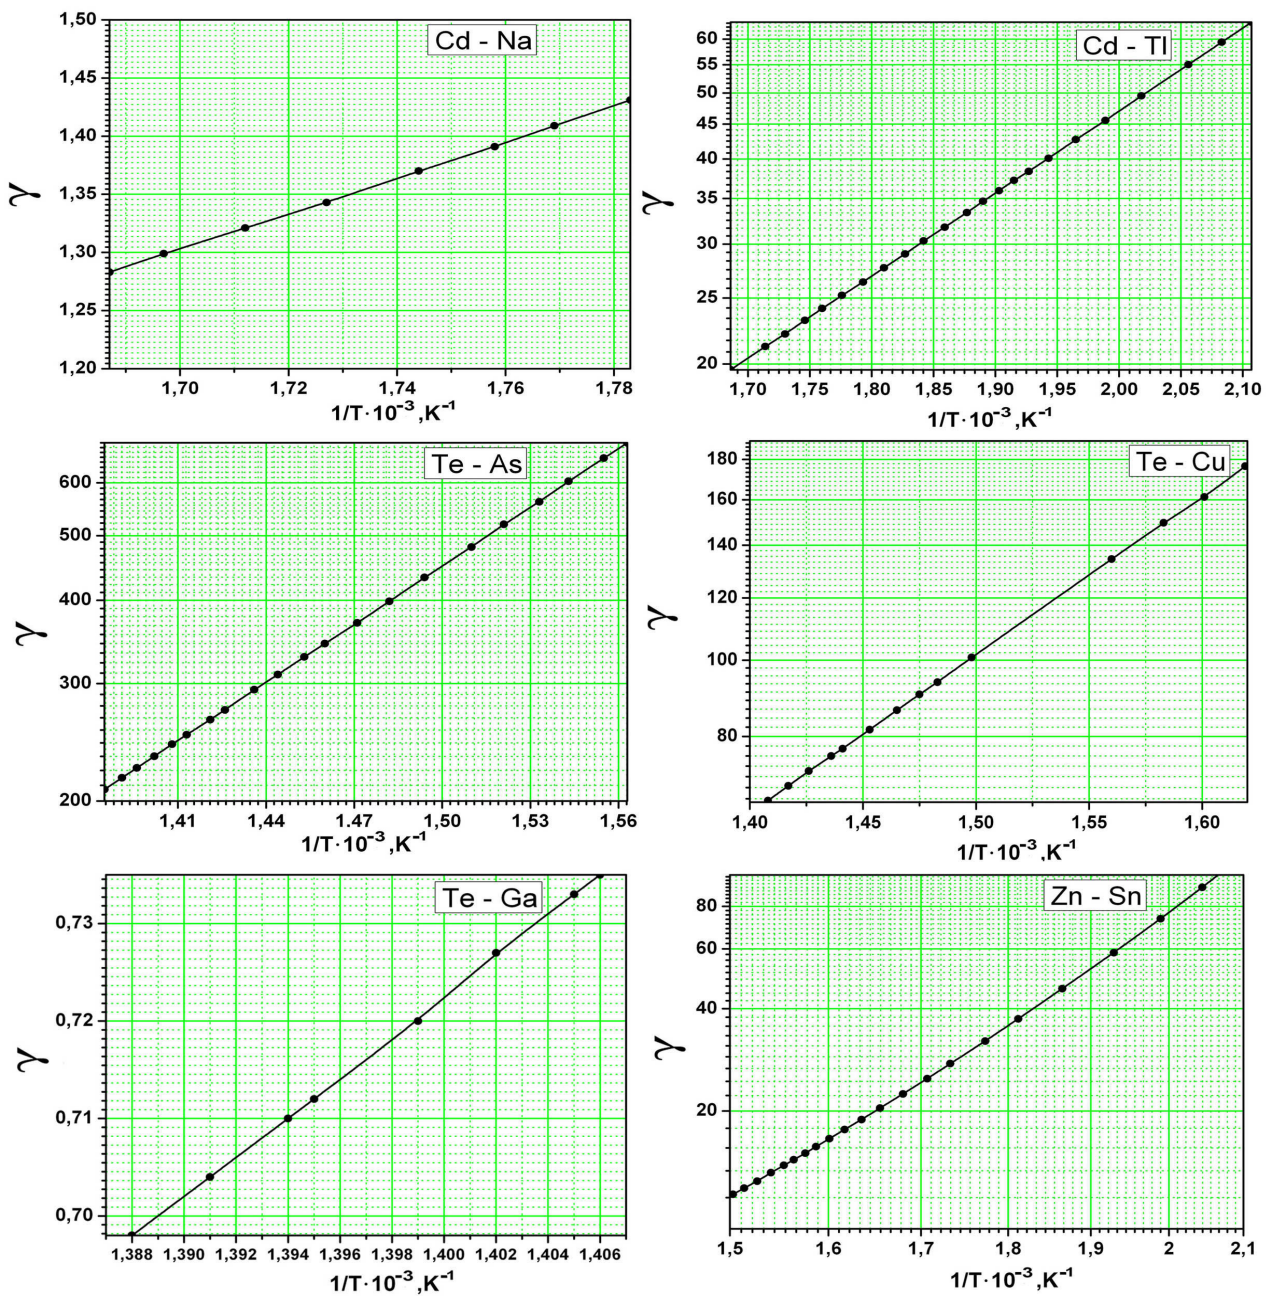 Cd - Na
γ
1,50
1,45
1,40
1,35
1,30
1,25
1,20
1,70 1,72 1,74 1,76 1,78
1/T·10⁻³,K⁻¹
Cd - Tl
γ
60
55
50
45
40
35
30
25
20
1,70 1,75 1,80 1,85 1,90 1,95 2,00 2,05 2,10
1/T·10⁻³,K⁻¹
Te - As
γ
600
500
400
300
200
1,41 1,44 1,47 1,50 1,53 1,56
1/T·10⁻³,K⁻¹
Te - Cu
γ
180
160
140
120
100
80
1,40 1,45 1,50 1,55 1,60
1/T·10⁻³,K⁻¹
Te - Ga
γ
0,73
0,72
0,71
0,70
1,388 1,390 1,392 1,394 1,396 1,398 1,400 1,402 1,404 1,406
1/T·10⁻³,K⁻¹
Zn - Sn
γ
80
60
40
20
1,5 1,6 1,7 1,8 1,9 2 2,1
1/T·10⁻³,K⁻¹